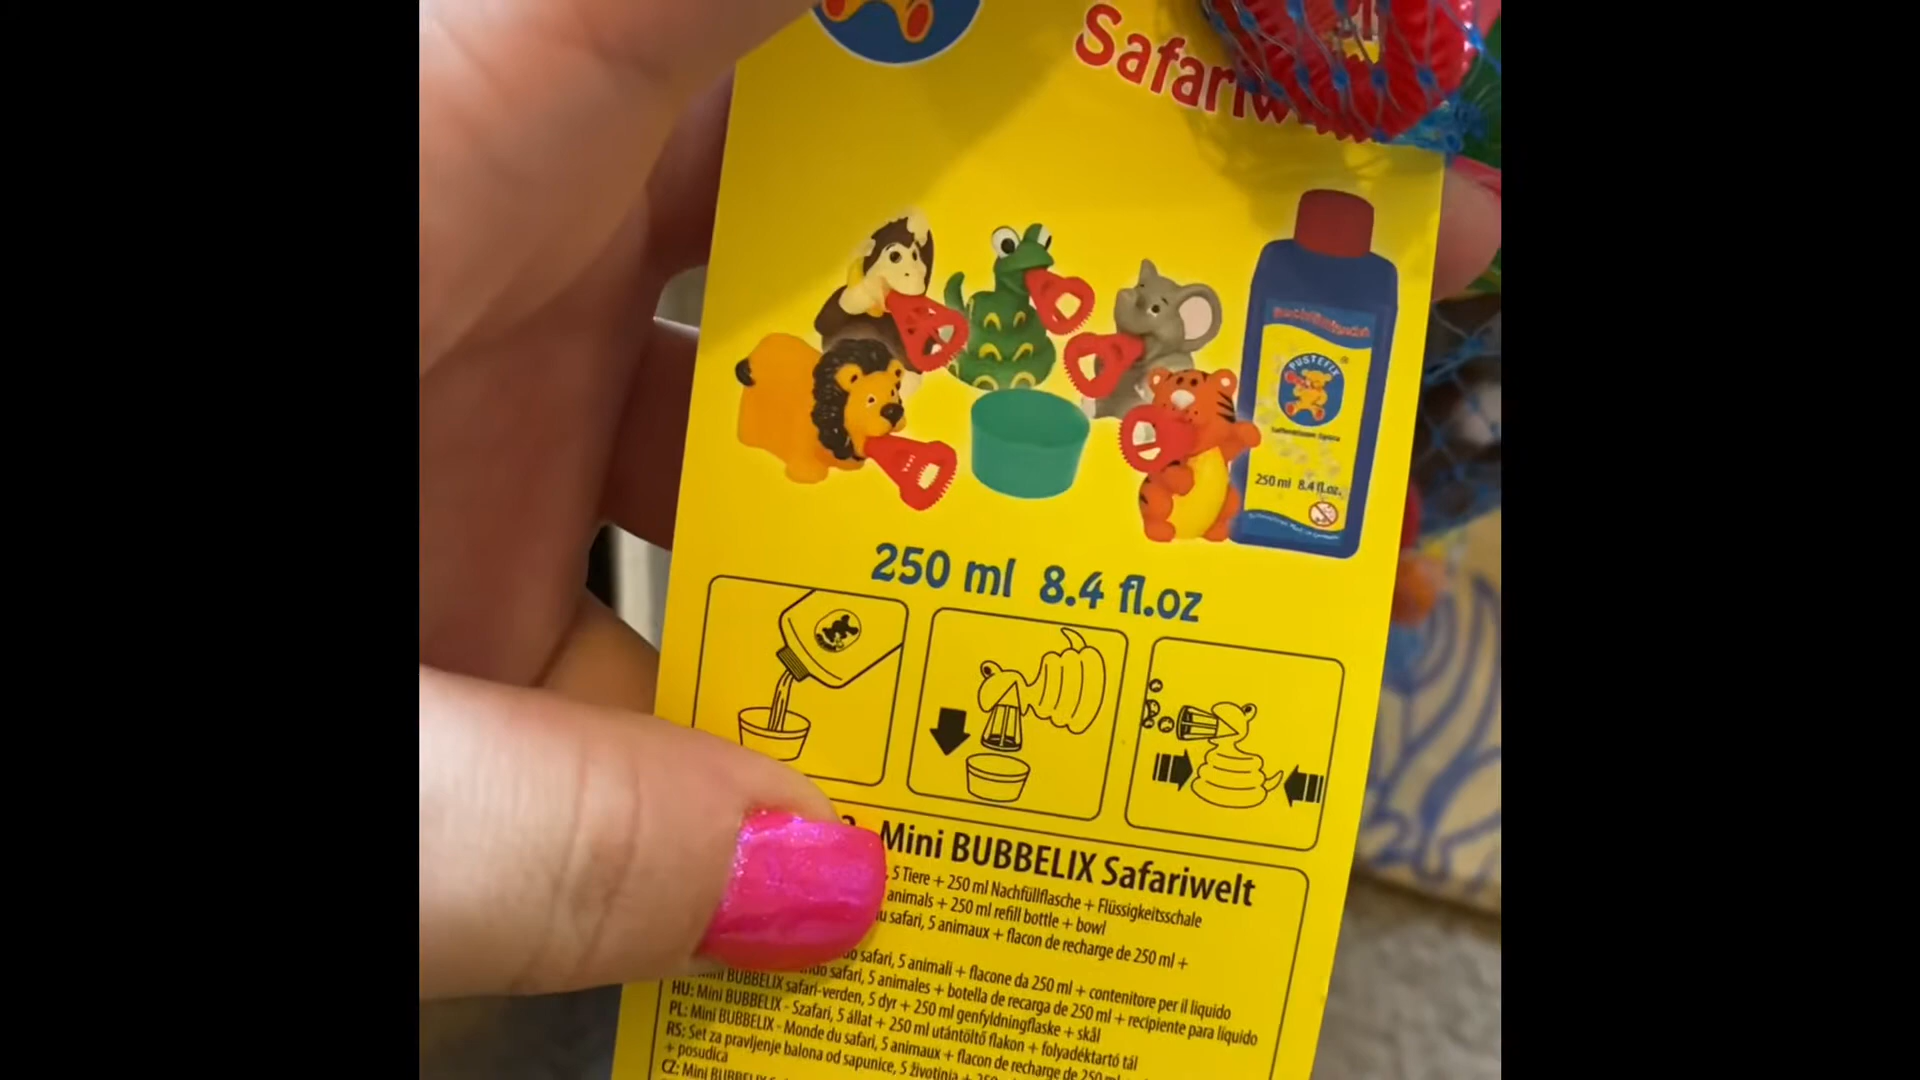 Safariw
PUSTEFIX
250 ml 8.4 fl.oz.
250 ml 8.4 fl.oz
Mini BUBBELIX Safariwelt
5 Tiere + 250 ml Nachfüllflasche + Flüssigkeitsschale
animals + 250 ml refill bottle + bowl
safari, 5 animaux + flacon de recharge de 250 ml +
safari, 5 animali + flacone da 250 ml + contenitore per il liquido
safari, 5 animales + botella de recarga de 250 ml + recipiente para líquido
BUBBELIX safari-verden, 5 dyr + 250 ml genfyldningflaske + skål
HU: Mini BUBBELIX - Szafari, 5 állat + 250 ml utántöltő flakon + folyadéktartó tál
PL: Mini BUBBELIX - Monde du safari, 5 animaux + flacon de recharge de 250 ml
RS: Set za pravljenje balona od sapunice, 5 životinja +
+ posudica
CZ: Mini BUBBELIX